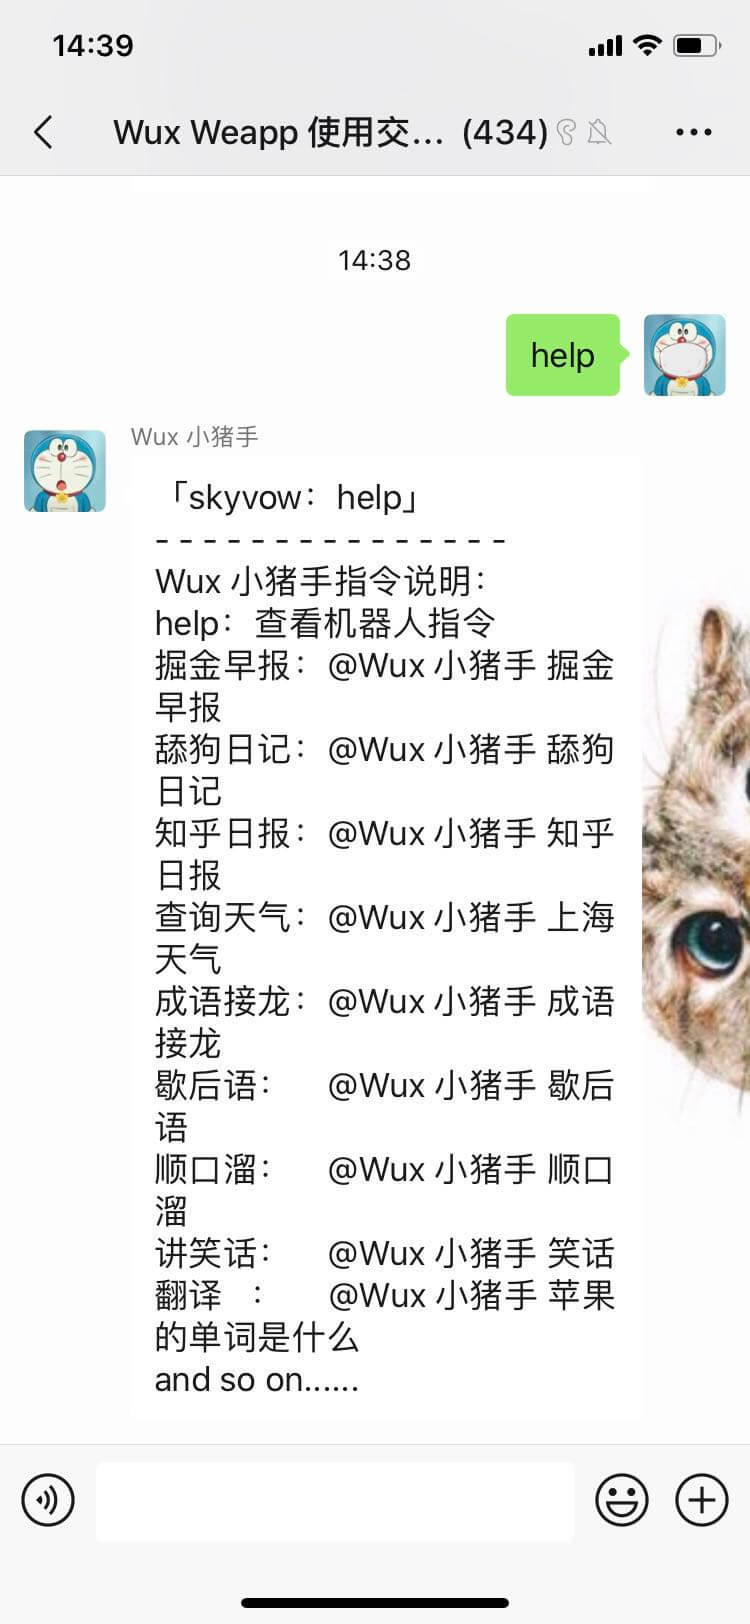 14:39
Wux Weapp 使用交... (434)
14:38
help
Wux 小猪手
「skyvow：help」
- - - - - - - - - - - - - - -
Wux 小猪手指令说明：
help：查看机器人指令
掘金早报：@Wux 小猪手 掘金
早报
舔狗日记：@Wux 小猪手 舔狗
日记
知乎日报：@Wux 小猪手 知乎
日报
查询天气：@Wux 小猪手 上海
天气
成语接龙：@Wux 小猪手 成语
接龙
歇后语： @Wux 小猪手 歇后
语
顺口溜： @Wux 小猪手 顺口
溜
讲笑话： @Wux 小猪手 笑话
翻译 ： @Wux 小猪手 苹果
的单词是什么
and so on......